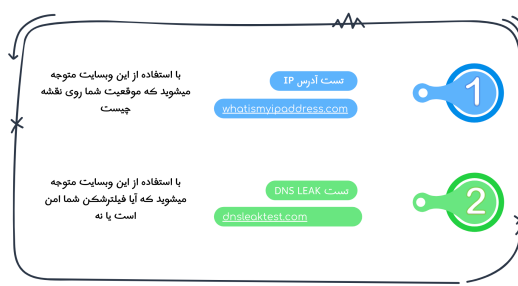 1
تست آدرس IP
whatismyipaddress.com
با استفاده از این وبسایت متوجه
میشوید که موقعیت شما روی نقشه
چیست
2
تست DNS LEAK
dnsleaktest.com
با استفاده از این وبسایت متوجه
میشوید که آیا فیلترشکن شما امن
است یا نه